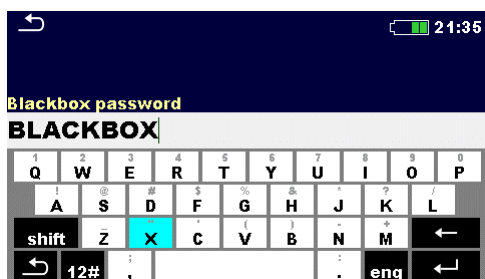 21:35
Blackbox password
BLACKBOX
1 2 3 4 5 6 7 8 9 0
Q W E R T Y U I O P
! @ # $ % & * ? /
A S D F G H J K L
~ " ' ( ) - +
shift Z X C V B N M
12# , ; . : eng